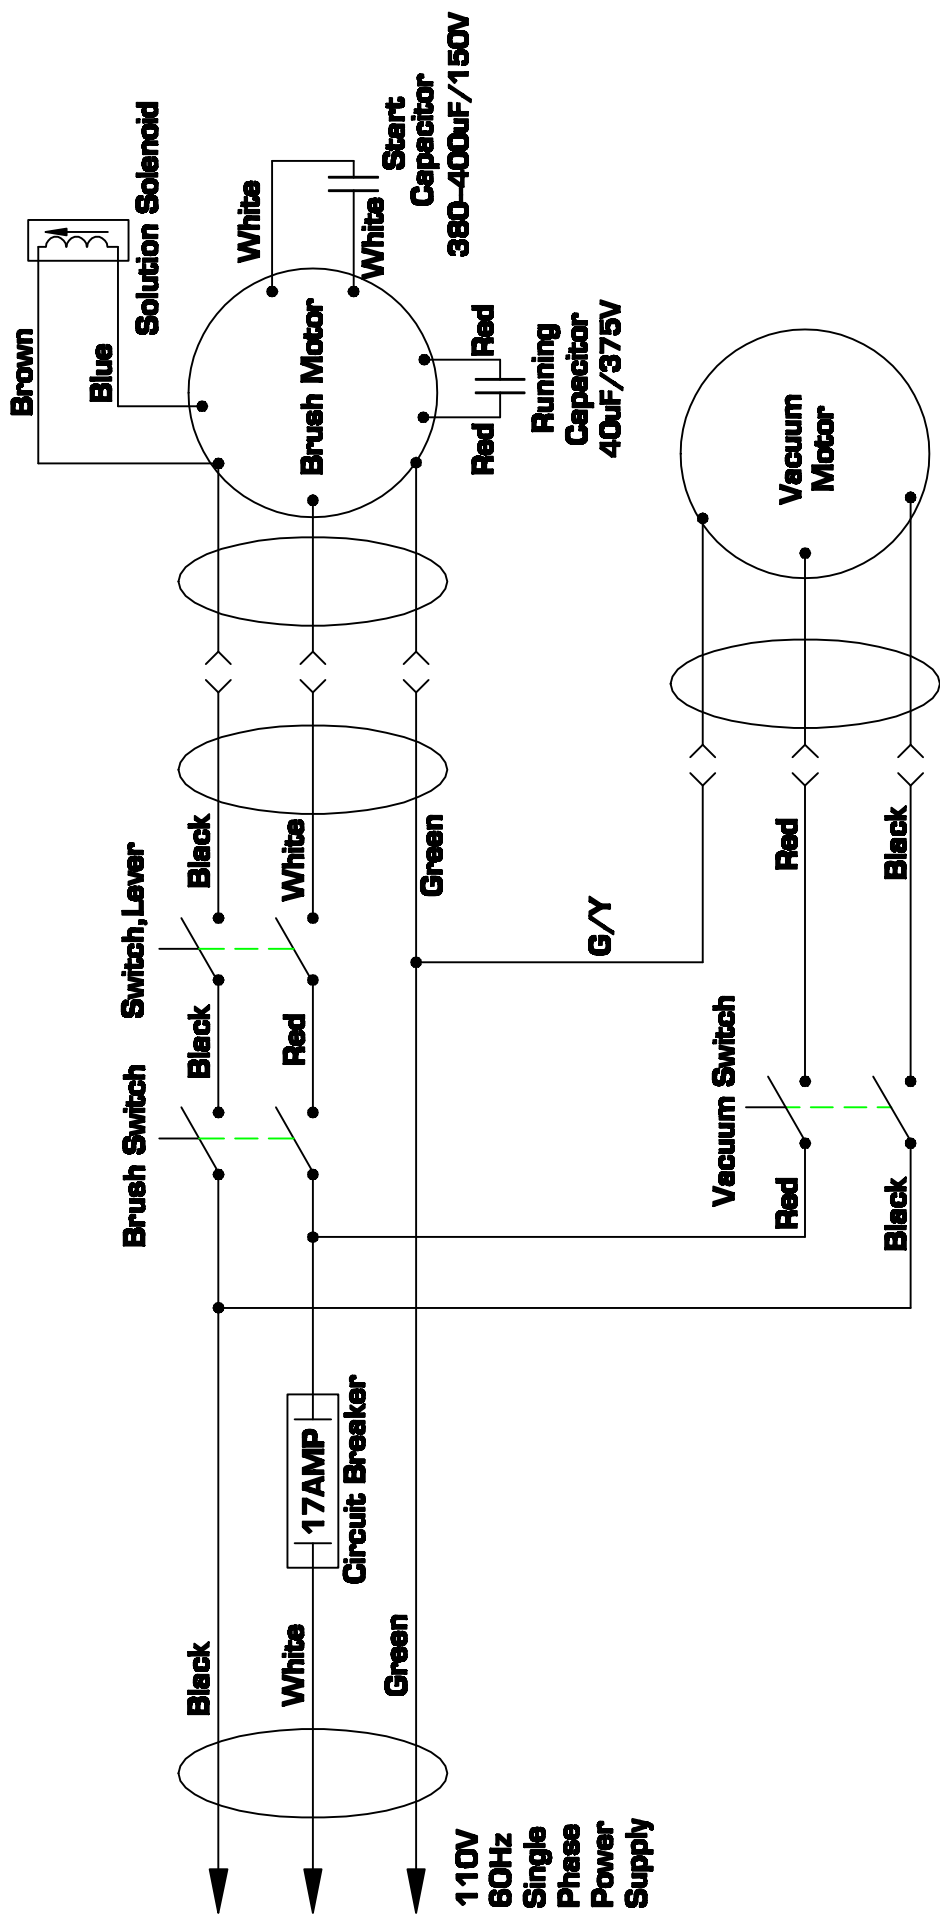 110V
60Hz
Single
Phase
Power
Supply
Black
White
Green
17AMP
Circuit Breaker
Brush Switch
Switch,Lever
Black
Red
Black
White
Green
G/Y
Vacuum Switch
Red
Black
Red
Black
Brush Motor
Brown
Blue
Solution Solenoid
White
White
Start
Capacitor
380-400uF/150V
Red
Red
Running
Capacitor
40uF/375V
Vacuum
Motor